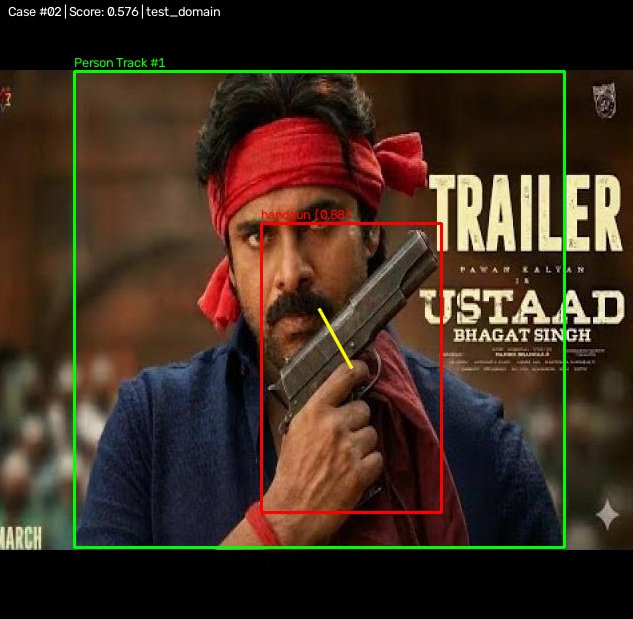 Case #02 | Score: 0.576 | test_domain
Person Track #1
handgun [0.88]
TRAILER
PAWAN KALYAN
IS
USTAAD
BHAGAT SINGH
MARCH